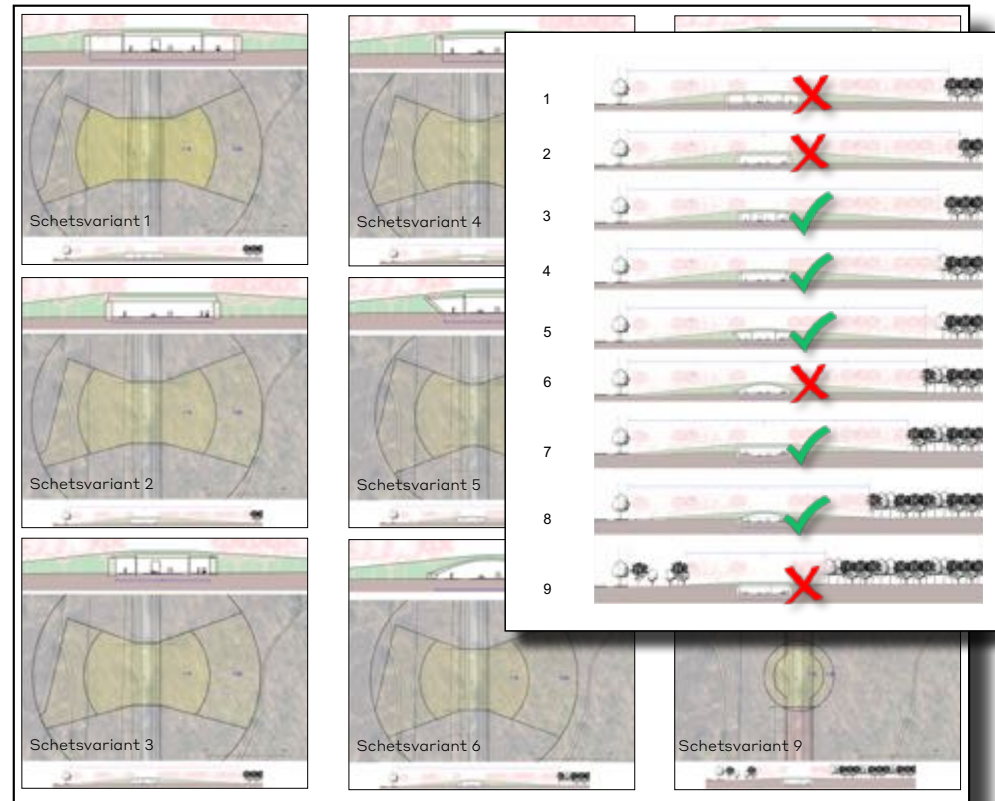 Schetsvariant 1
Schetsvariant 4
Schetsvariant 2
Schetsvariant 5
Schetsvariant 3
Schetsvariant 6
Schetsvariant 9
1
2
3
4
5
6
7
8
9